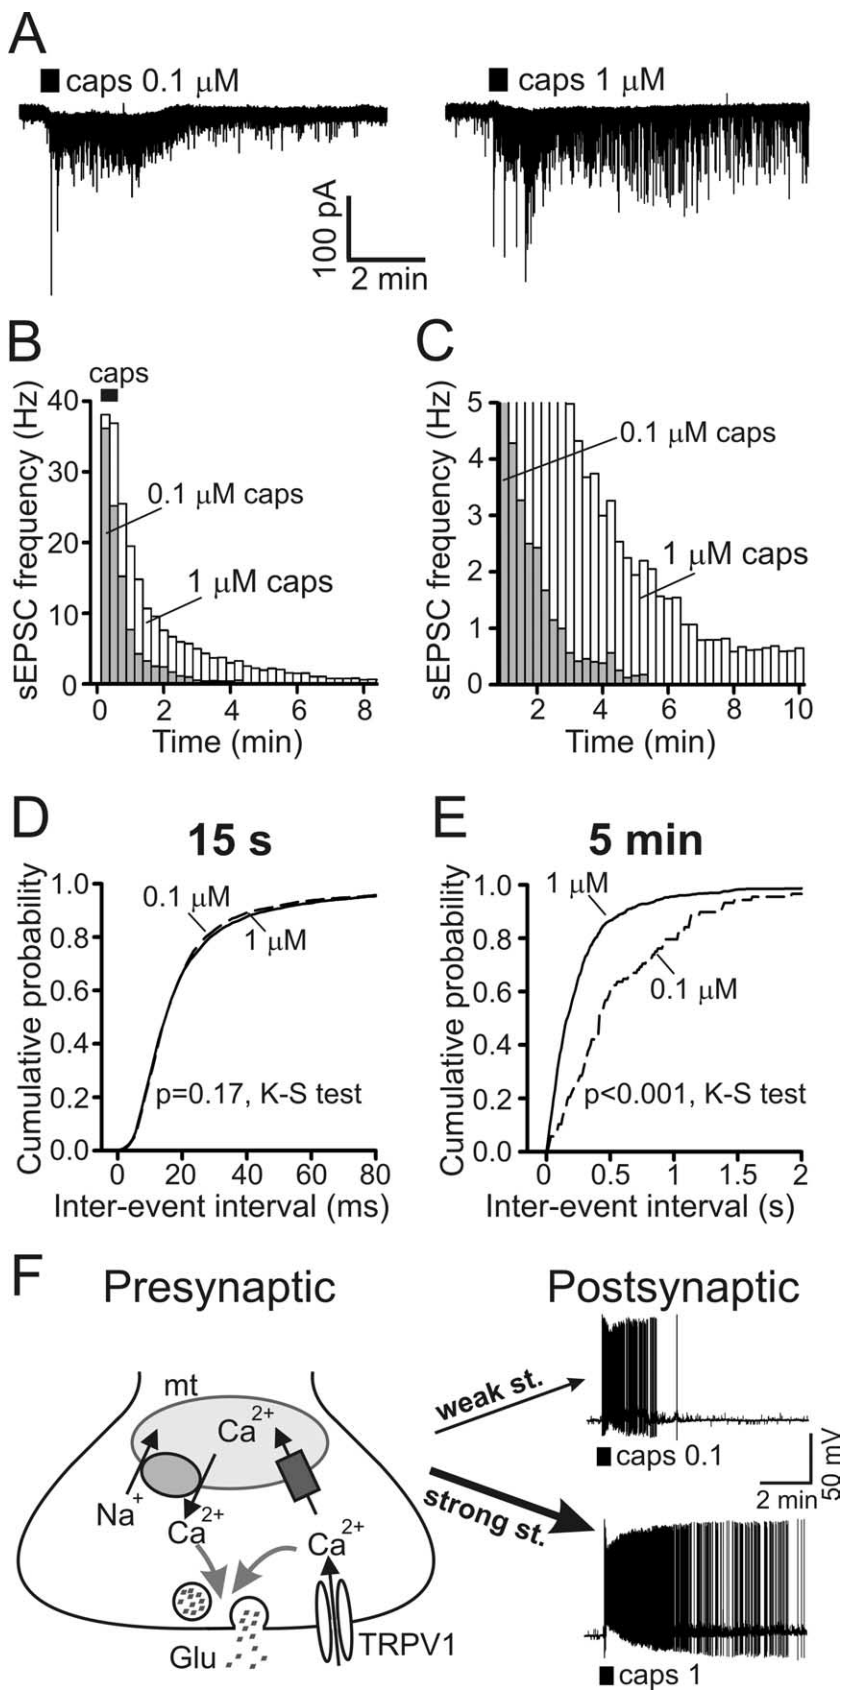 A
caps 0.1 μM
caps 1 μM
100 pA
2 min
B
caps
sEPSC frequency (Hz)
40
30
20
10
0
0.1 μM caps
1 μM caps
0 2 4 6 8
Time (min)
C
sEPSC frequency (Hz)
5
4
3
2
1
0
0.1 μM caps
1 μM caps
2 4 6 8 10
Time (min)
D
15 s
Cumulative probability
1.0
0.8
0.6
0.4
0.2
0.0
0.1 μM
1 μM
p=0.17, K-S test
0 20 40 60 80
Inter-event interval (ms)
E
5 min
Cumulative probability
1.0
0.8
0.6
0.4
0.2
0.0
1 μM
0.1 μM
p<0.001, K-S test
0 0.5 1 1.5 2
Inter-event interval (s)
F
Presynaptic
Postsynaptic
mt
Ca2+
Na+
Ca2+
Ca2+
Glu
TRPV1
weak st.
strong st.
caps 0.1
50 mV
2 min
caps 1